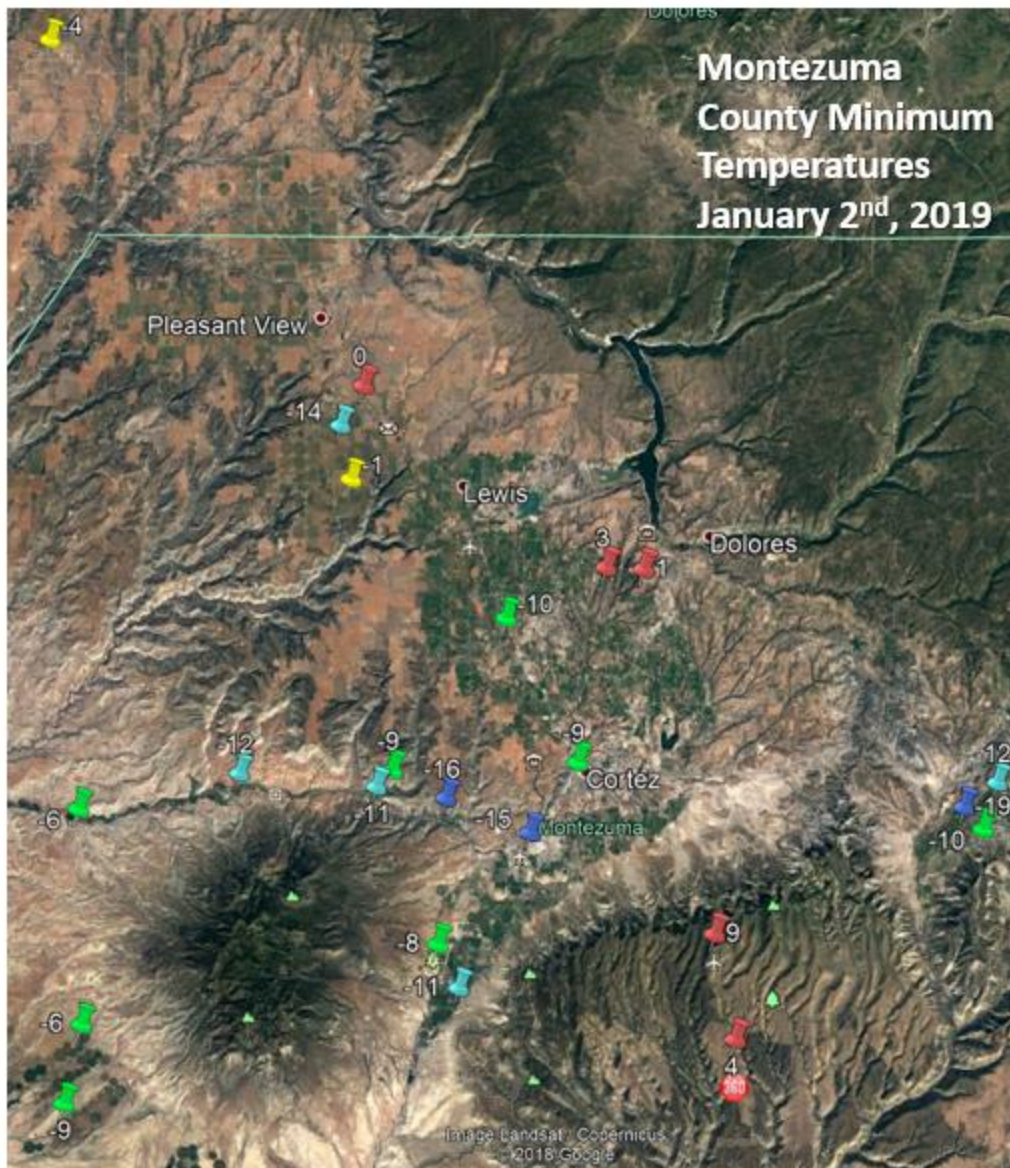 Dolores
-4
Montezuma
County Minimum
Temperatures
January 2nd, 2019
Pleasant View
0
-14
-1
Lewis
3
1
Dolores
-10
-12
-9
-9
-16
Cortez
12
-6
-11
-15
Montezuma
-19
-10
9
-8
-11
-6
4
360
-9
Image Landsat / Copernicus
© 2018 Google